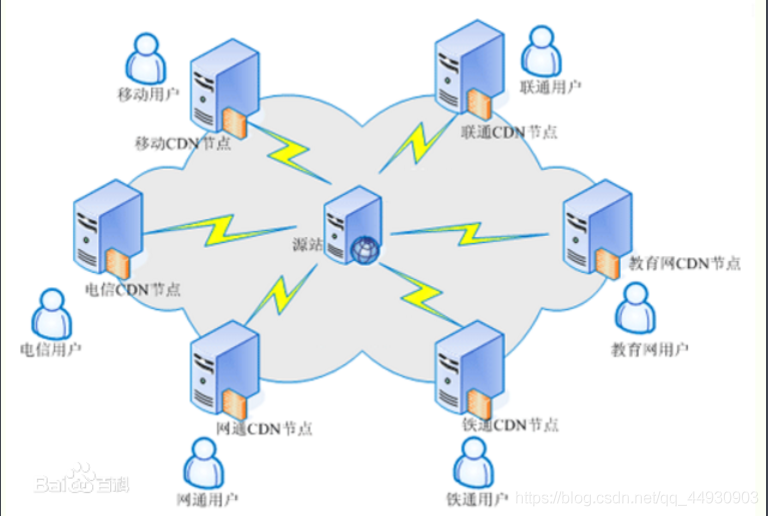 移动用户
联通用户
移动CDN节点
联通CDN节点
源站
教育网CDN节点
电信CDN节点
电信用户
教育网用户
网通CDN节点
铁通CDN节点
Bai百科
网通用户
铁通用户
https://blog.csdn.net/qq_44930903